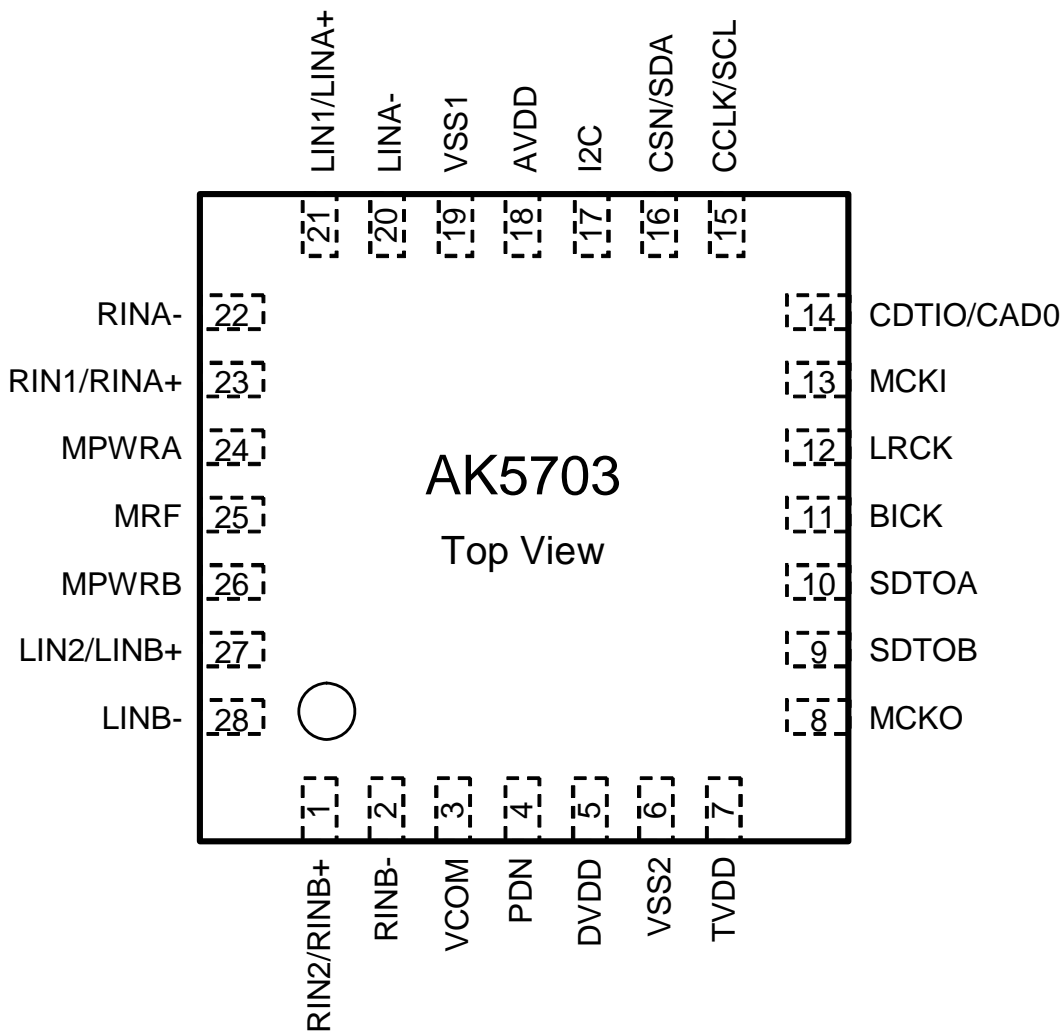 LIN1/LINA+
LINA-
VSS1
AVDD
I2C
CSN/SDA
CCLK/SCL
21
20
19
18
17
16
15
RINA- 22
14 CDTIO/CAD0
RIN1/RINA+ 23
13 MCKI
MPWRA 24
12 LRCK
AK5703
MRF 25
11 BICK
Top View
MPWRB 26
10 SDTOA
LIN2/LINB+ 27
9 SDTOB
LINB- 28
8 MCKO
1
2
3
4
5
6
7
RIN2/RINB+
RINB-
VCOM
PDN
DVDD
VSS2
TVDD